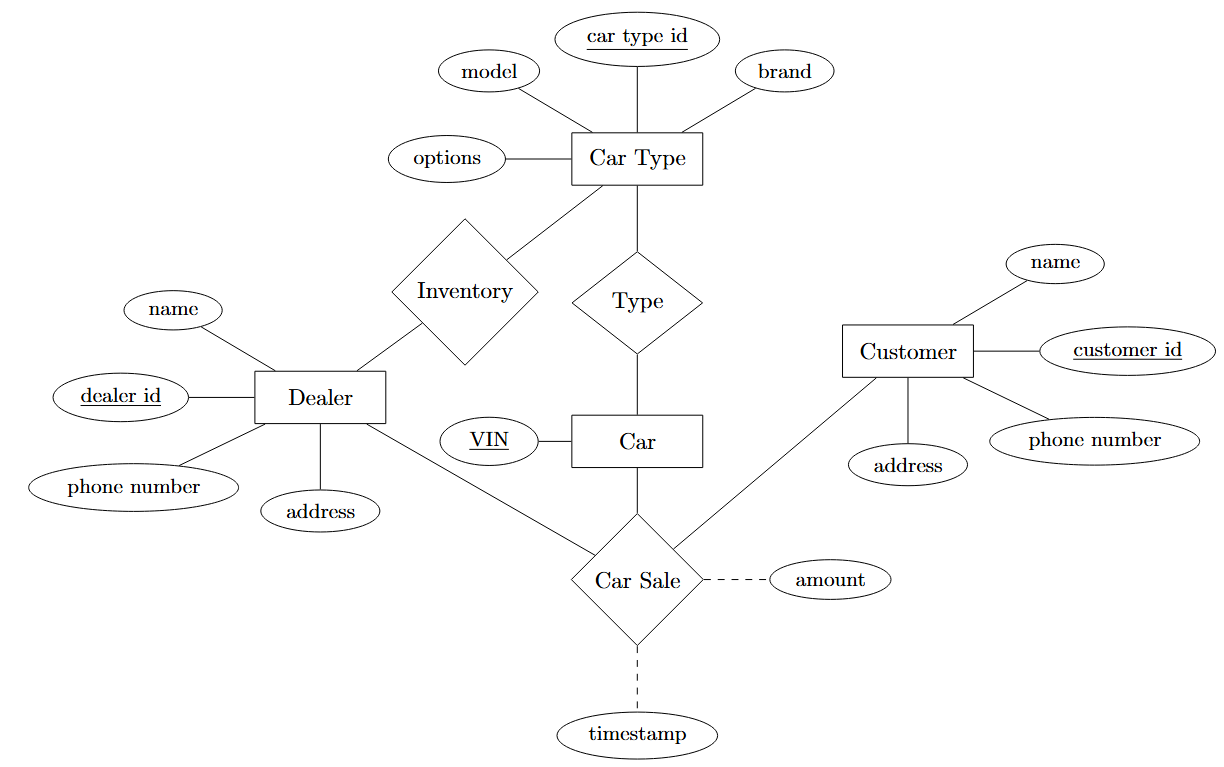 car type id
model
brand
options
Car Type
Inventory
Type
name
customer id
Customer
phone number
address
name
dealer id
Dealer
phone number
address
VIN
Car
Car Sale
amount
timestamp